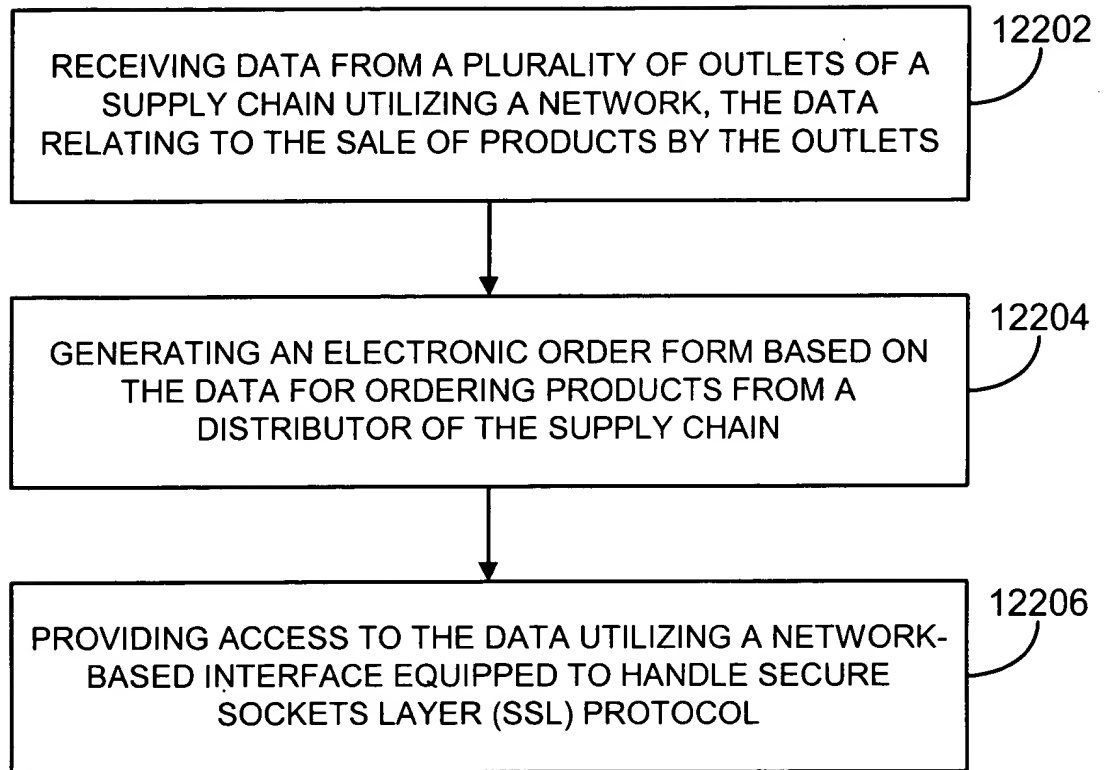 12202
RECEIVING DATA FROM A PLURALITY OF OUTLETS OF A
SUPPLY CHAIN UTILIZING A NETWORK, THE DATA
RELATING TO THE SALE OF PRODUCTS BY THE OUTLETS
12204
GENERATING AN ELECTRONIC ORDER FORM BASED ON
THE DATA FOR ORDERING PRODUCTS FROM A
DISTRIBUTOR OF THE SUPPLY CHAIN
12206
PROVIDING ACCESS TO THE DATA UTILIZING A NETWORK-
BASED INTERFACE EQUIPPED TO HANDLE SECURE
SOCKETS LAYER (SSL) PROTOCOL